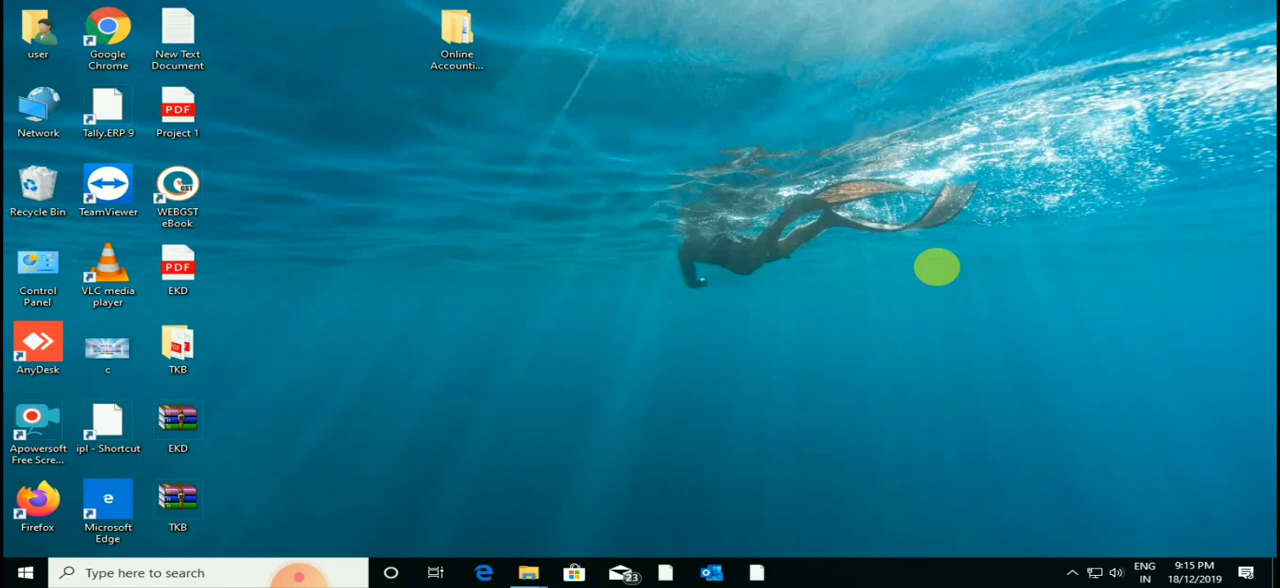 user
Google
Chrome
New Text
Document
Online
Accounti...
Network
Tally.ERP 9
PDF
Project 1
Recycle Bin
TeamViewer
GST
WEBGST
eBook
Control
Panel
VLC media
player
PDF
EKD
AnyDesk
c
TKB
Apowersoft
Free Scre...
ipl - Shortcut
EKD
Firefox
e
Microsoft
Edge
TKB
Type here to search
23
ENG
IN
9:15 PM
18/12/2019